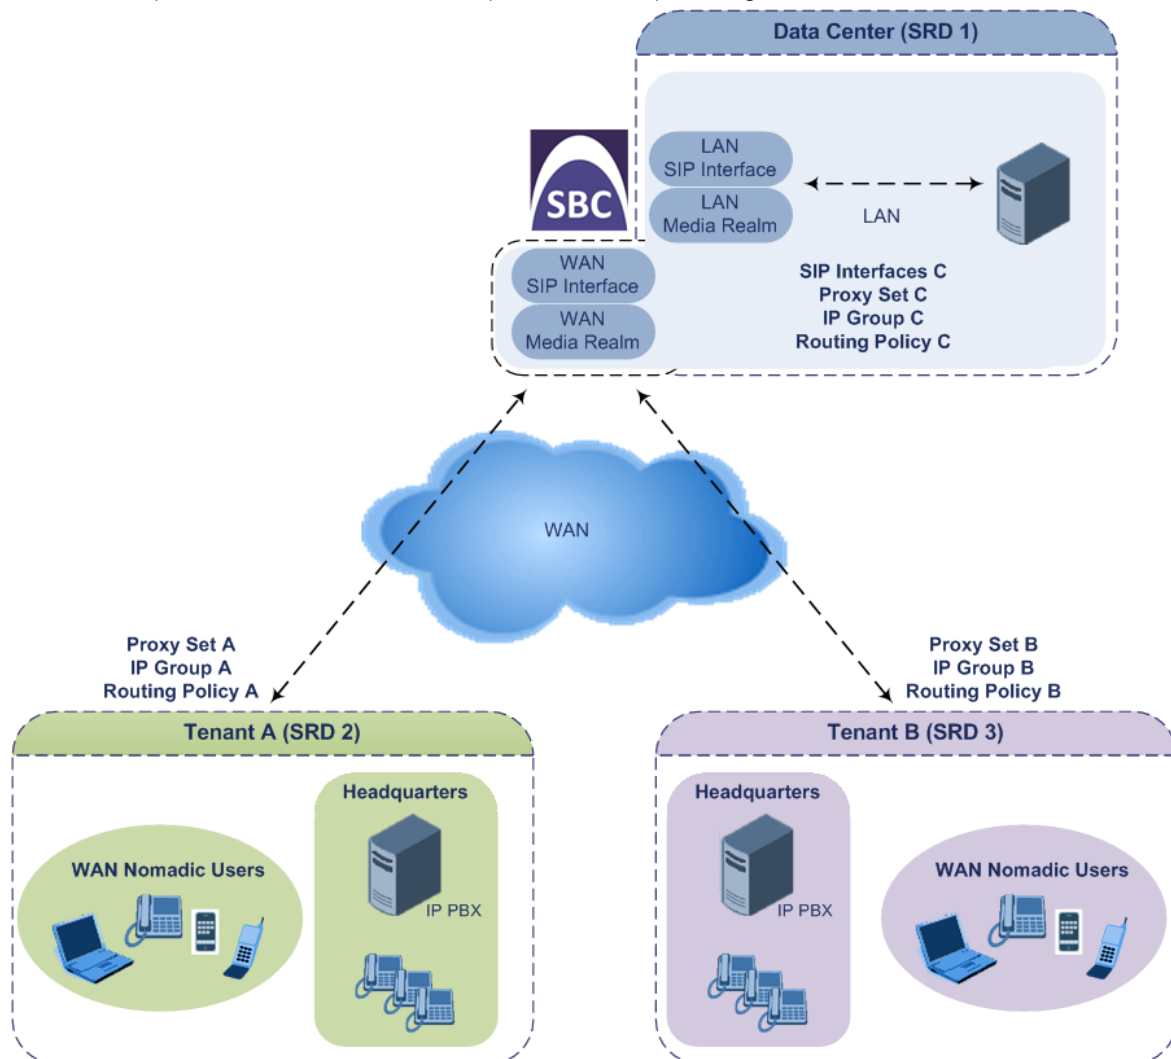 Data Center (SRD 1)
LAN
SIP Interface
LAN
Media Realm
LAN
SBC
WAN
SIP Interface
WAN
Media Realm
SIP Interfaces C
Proxy Set C
IP Group C
Routing Policy C
WAN
Proxy Set A
IP Group A
Routing Policy A
Proxy Set B
IP Group B
Routing Policy B
Tenant A (SRD 2)
WAN Nomadic Users
Headquarters
IP PBX
Tenant B (SRD 3)
Headquarters
IP PBX
WAN Nomadic Users